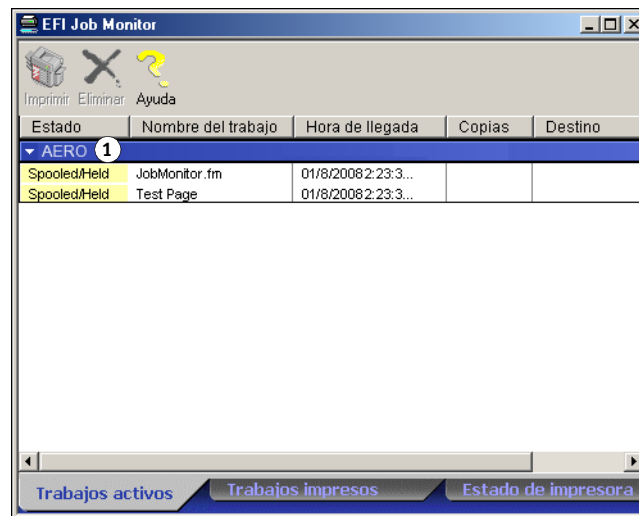 EFI Job Monitor
Imprimir Eliminar Ayuda
Estado Nombre del trabajo Hora de llegada Copias Destino
AERO 1
Spooled/Held JobMonitor.fm 01/8/20082:23:3...
Spooled/Held Test Page 01/8/20082:23:3...
Trabajos activos Trabajos impresos Estado de impresora